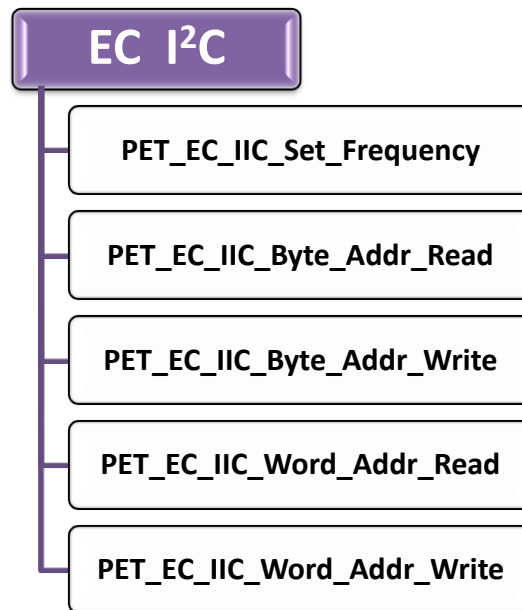 EC I²C
PET_EC_IIC_Set_Frequency
PET_EC_IIC_Byte_Addr_Read
PET_EC_IIC_Byte_Addr_Write
PET_EC_IIC_Word_Addr_Read
PET_EC_IIC_Word_Addr_Write